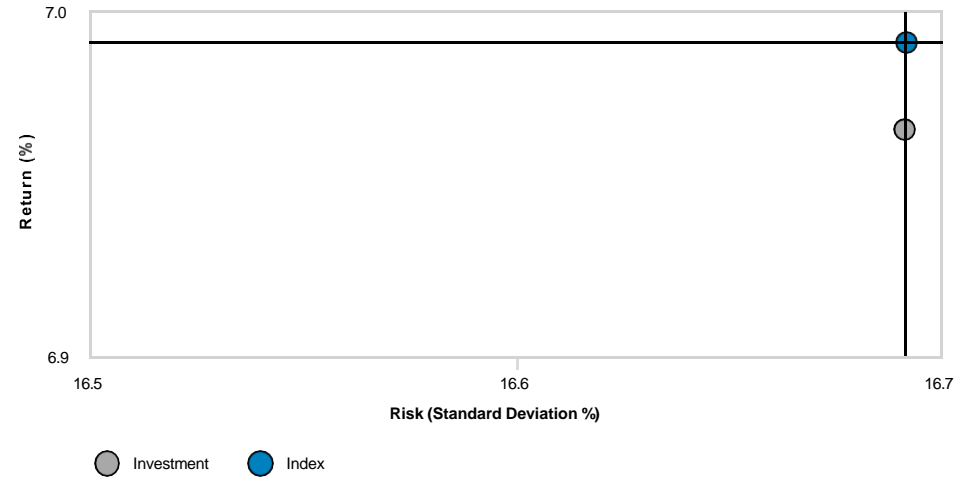 7.0
Return (%)
6.9
16.5 16.6 16.7
Risk (Standard Deviation %)
Investment Index